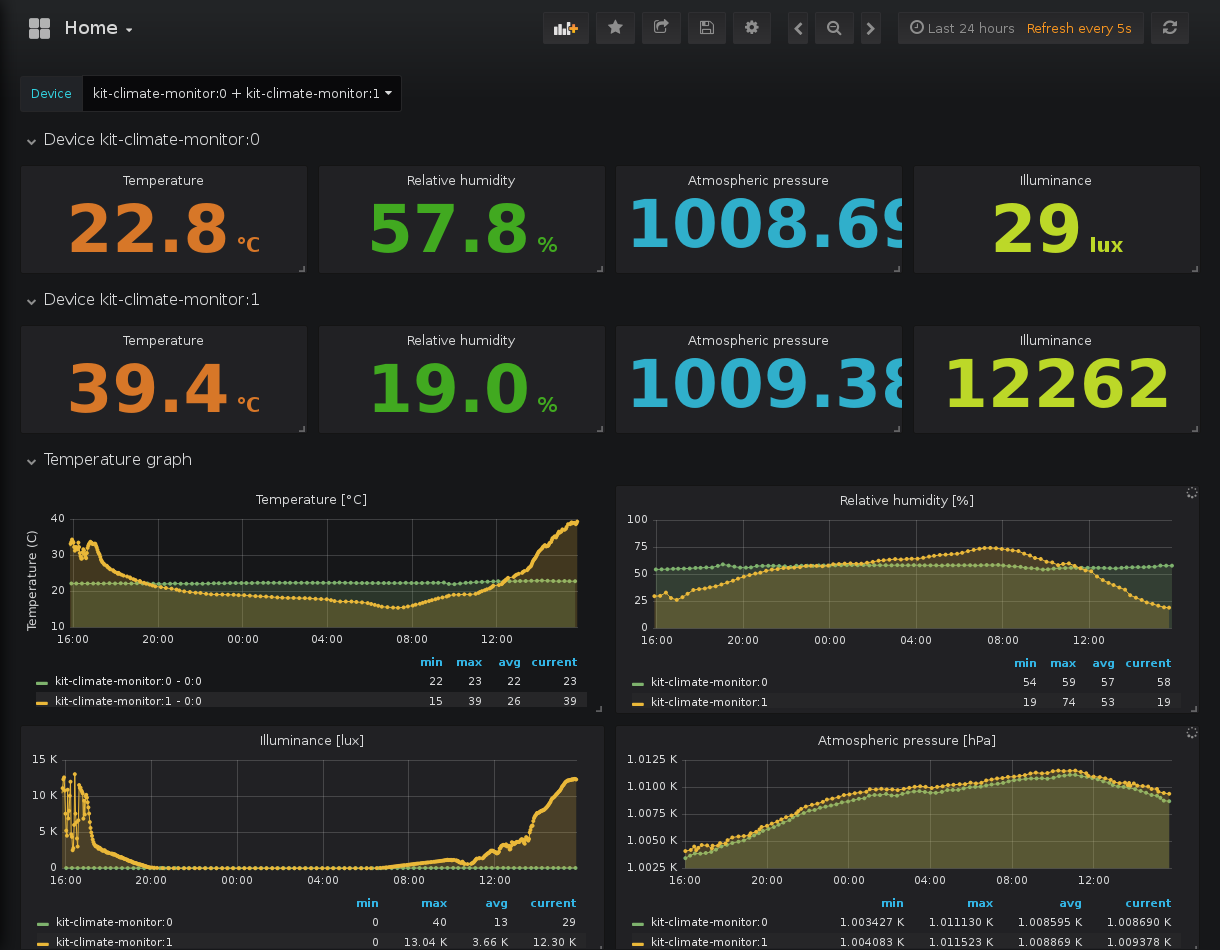 Home
Last 24 hours Refresh every 5s
Device kit-climate-monitor:0 + kit-climate-monitor:1
Device kit-climate-monitor:0
Temperature Relative humidity Atmospheric pressure Illuminance
22.8 °C 57.8 % 1008.69 29 lux
Device kit-climate-monitor:1
Temperature Relative humidity Atmospheric pressure Illuminance
39.4 °C 19.0 % 1009.38 12262
Temperature graph
Temperature [°C]
Temperature (C)
40
30
20
10
16:00 20:00 00:00 04:00 08:00 12:00
min max avg current
kit-climate-monitor:0 - 0:0 22 23 22 23
kit-climate-monitor:1 - 0:0 15 39 26 39
Relative humidity [%]
100
75
50
25
0
16:00 20:00 00:00 04:00 08:00 12:00
min max avg current
kit-climate-monitor:0 54 59 57 58
kit-climate-monitor:1 19 74 53 19
Illuminance [lux]
15 K
10 K
5 K
0
16:00 20:00 00:00 04:00 08:00 12:00
min max avg current
kit-climate-monitor:0 0 40 13 29
kit-climate-monitor:1 0 13.04 K 3.66 K 12.30 K
Atmospheric pressure [hPa]
1.0125 K
1.0100 K
1.0075 K
1.0050 K
1.0025 K
16:00 20:00 00:00 04:00 08:00 12:00
min max avg current
kit-climate-monitor:0 1.003427 K 1.011130 K 1.008595 K 1.008690 K
kit-climate-monitor:1 1.004083 K 1.011523 K 1.008869 K 1.009378 K